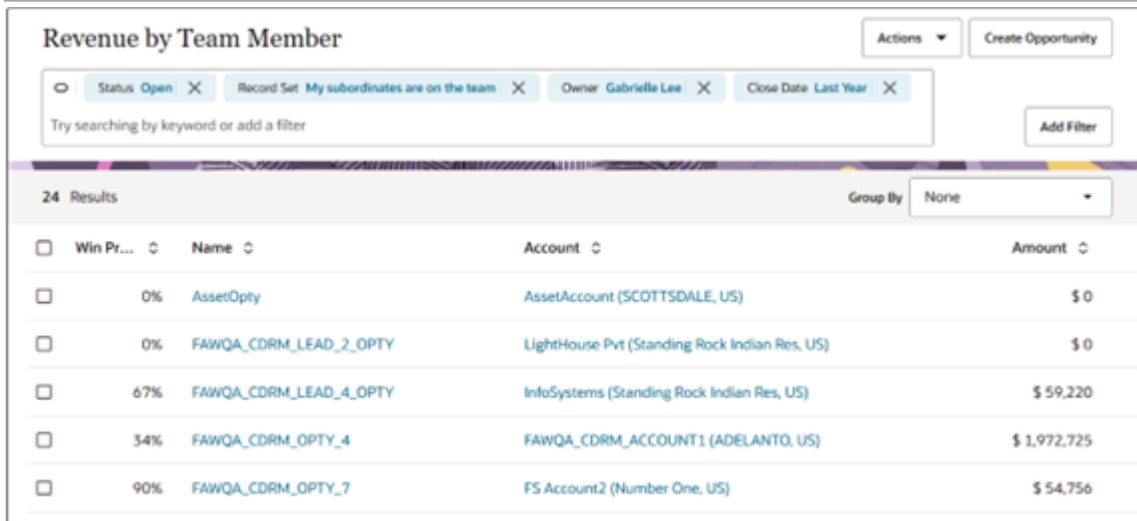 Revenue by Team Member
Actions
Create Opportunity
Status Open
Record Set My subordinates are on the team
Owner Gabrielle Lee
Close Date Last Year
Try searching by keyword or add a filter
Add Filter
24 Results
Group By None
Win Pr... Name Account Amount
0% AssetOpty AssetAccount (SCOTTSDALE, US) $ 0
0% FAWQA_CDRM_LEAD_2_OPTY LightHouse Pvt (Standing Rock Indian Res, US) $ 0
67% FAWQA_CDRM_LEAD_4_OPTY InfoSystems (Standing Rock Indian Res, US) $ 59,220
34% FAWQA_CDRM_OPTY_4 FAWQA_CDRM_ACCOUNT1 (ADELANTO, US) $ 1,972,725
90% FAWQA_CDRM_OPTY_7 FS Account2 (Number One, US) $ 54,756